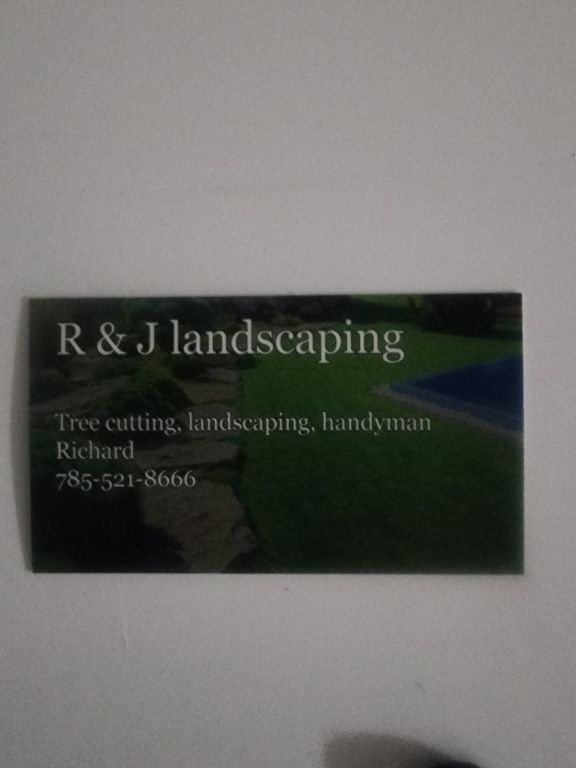 R & J landscaping
Tree cutting, landscaping, handyman
Richard
785-521-8666